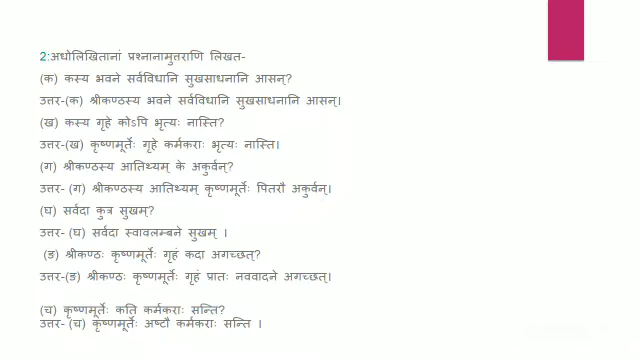 2:अधोलिखितानां प्रश्नानामुत्तराणि लिखत-
(क) कस्य भवने सर्वविधानि सुखसाधनानि आसन्?
उत्तर-(क) श्रीकण्ठस्य भवने सर्वविधानि सुखसाधनानि आसन्।
(ख) कस्य गृहे कोऽपि भृत्यः नास्ति?
उत्तर-(ख) कृष्णमूर्तेः गृहे कर्मकराः भृत्यः नास्ति।
(ग) श्रीकण्ठस्य आतिथ्यम् के अकुर्वन्?
उत्तर- (ग) श्रीकण्ठस्य आतिथ्यम् कृष्णमूर्तेः पितरौ अकुर्वन्।
(घ) सर्वदा कुत्र सुखम्?
उत्तर- (घ) सर्वदा स्वावलम्बने सुखम् ।
(ङ) श्रीकण्ठः कृष्णमूर्तेः गृहं कदा अगच्छत्?
उत्तर-(ङ) श्रीकण्ठः कृष्णमूर्तेः गृहं प्रातः नववादने अगच्छत्।
(च) कृष्णमूर्तेः कति कर्मकराः सन्ति?
उत्तर- (च) कृष्णमूर्तेः अष्टौ कर्मकराः सन्ति ।